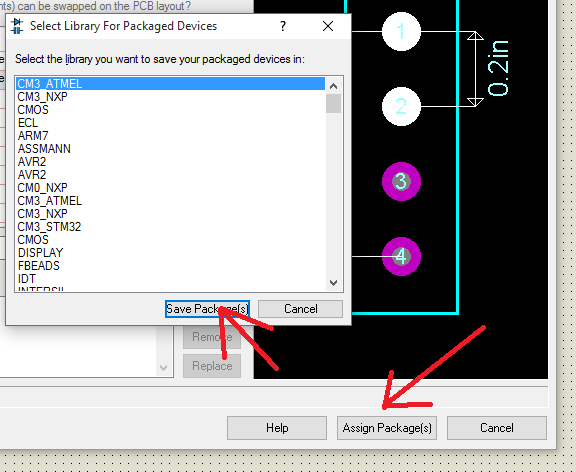 nts) can be swapped on the PCB layout?
Select Library For Packaged Devices
?
Select the library you want to save your packaged devices in:
CM3_ATMEL
CM3_NXP
CMOS
ECL
ARM7
ASSMANN
AVR2
AVR2
CM0_NXP
CM3_ATMEL
CM3_NXP
CM3_STM32
CMOS
DISPLAY
FBEADS
IDT
INTERSIL
Save Package(s)
Cancel
1
2
3
4
0.2in
Remove
Replace
Help
Assign Package(s)
Cancel